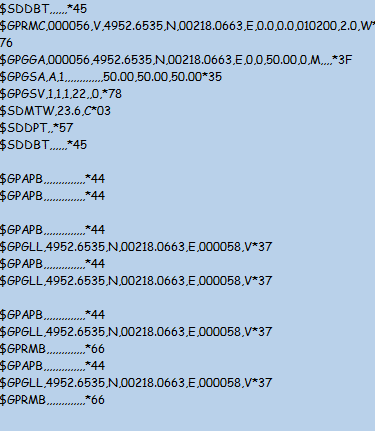 $SDDBT,,,,,,*45
$GPRMC,000056,V,4952.6535,N,00218.0663,E,0.0,0.0,010200,2.0,W*
76
$GPGGA,000056,4952.6535,N,00218.0663,E,0,0,50.00,0,M,,,,*3F
$GPGSA,A,1,,,,,,,,,,,,,50.00,50.00,50.00*35
$GPGSV,1,1,1,22,,0,*78
$SDMTW,23.6,C*03
$SDDPT,,*57
$SDDBT,,,,,,*45
$GPAPB,,,,,,,,,,,,,,*44
$GPAPB,,,,,,,,,,,,,,*44
$GPAPB,,,,,,,,,,,,,,*44
$GPGLL,4952.6535,N,00218.0663,E,000058,V*37
$GPAPB,,,,,,,,,,,,,,*44
$GPGLL,4952.6535,N,00218.0663,E,000058,V*37
$GPAPB,,,,,,,,,,,,,,*44
$GPGLL,4952.6535,N,00218.0663,E,000058,V*37
$GPRMB,,,,,,,,,,,,,*66
$GPAPB,,,,,,,,,,,,,,*44
$GPGLL,4952.6535,N,00218.0663,E,000058,V*37
$GPRMB,,,,,,,,,,,,,*66